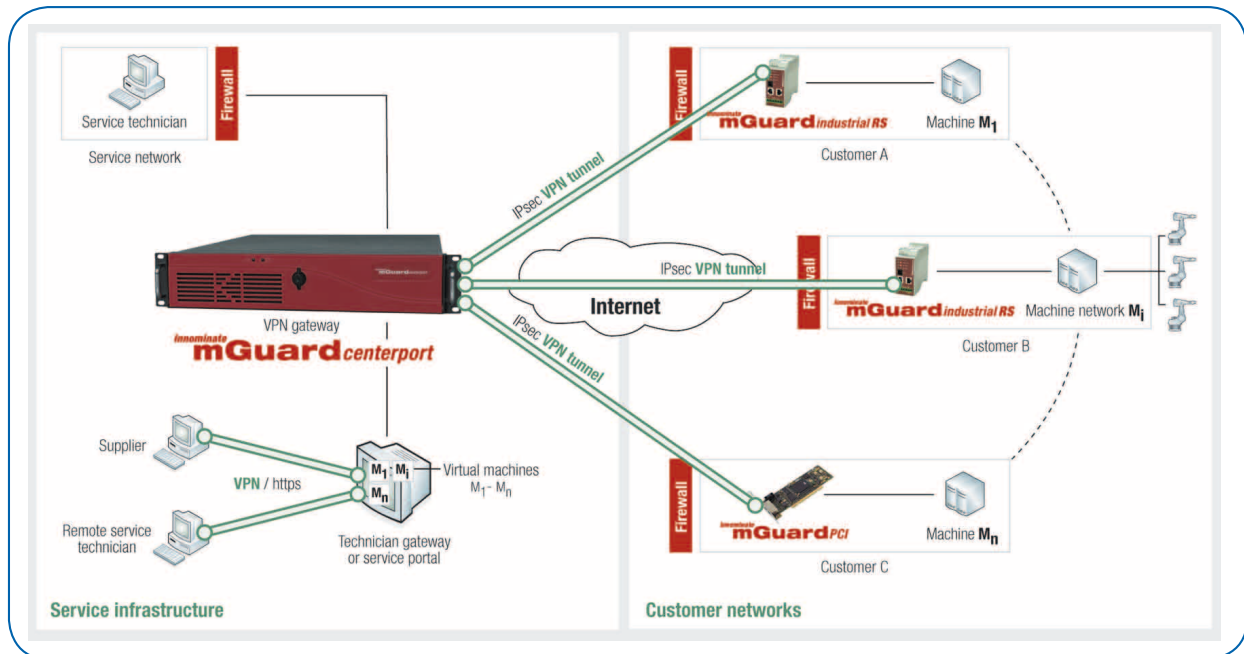 Service technician
Firewall
Service network
innominate
mGuard centerport
VPN gateway
innominate
mGuard centerport
Supplier
VPN / https
Remote service
technician
M1 - Mi
Mn
Virtual machines
M1 - Mn
Technician gateway
or service portal
Service infrastructure
IPsec VPN tunnel
IPsec VPN tunnel
Internet
IPsec VPN tunnel
Firewall
innominate
mGuard industrial RS
Machine M1
Customer A
Firewall
innominate
mGuard industrial RS
Machine network Mi
Customer B
Firewall
innominate
mGuard PCI
Machine Mn
Customer C
Customer networks